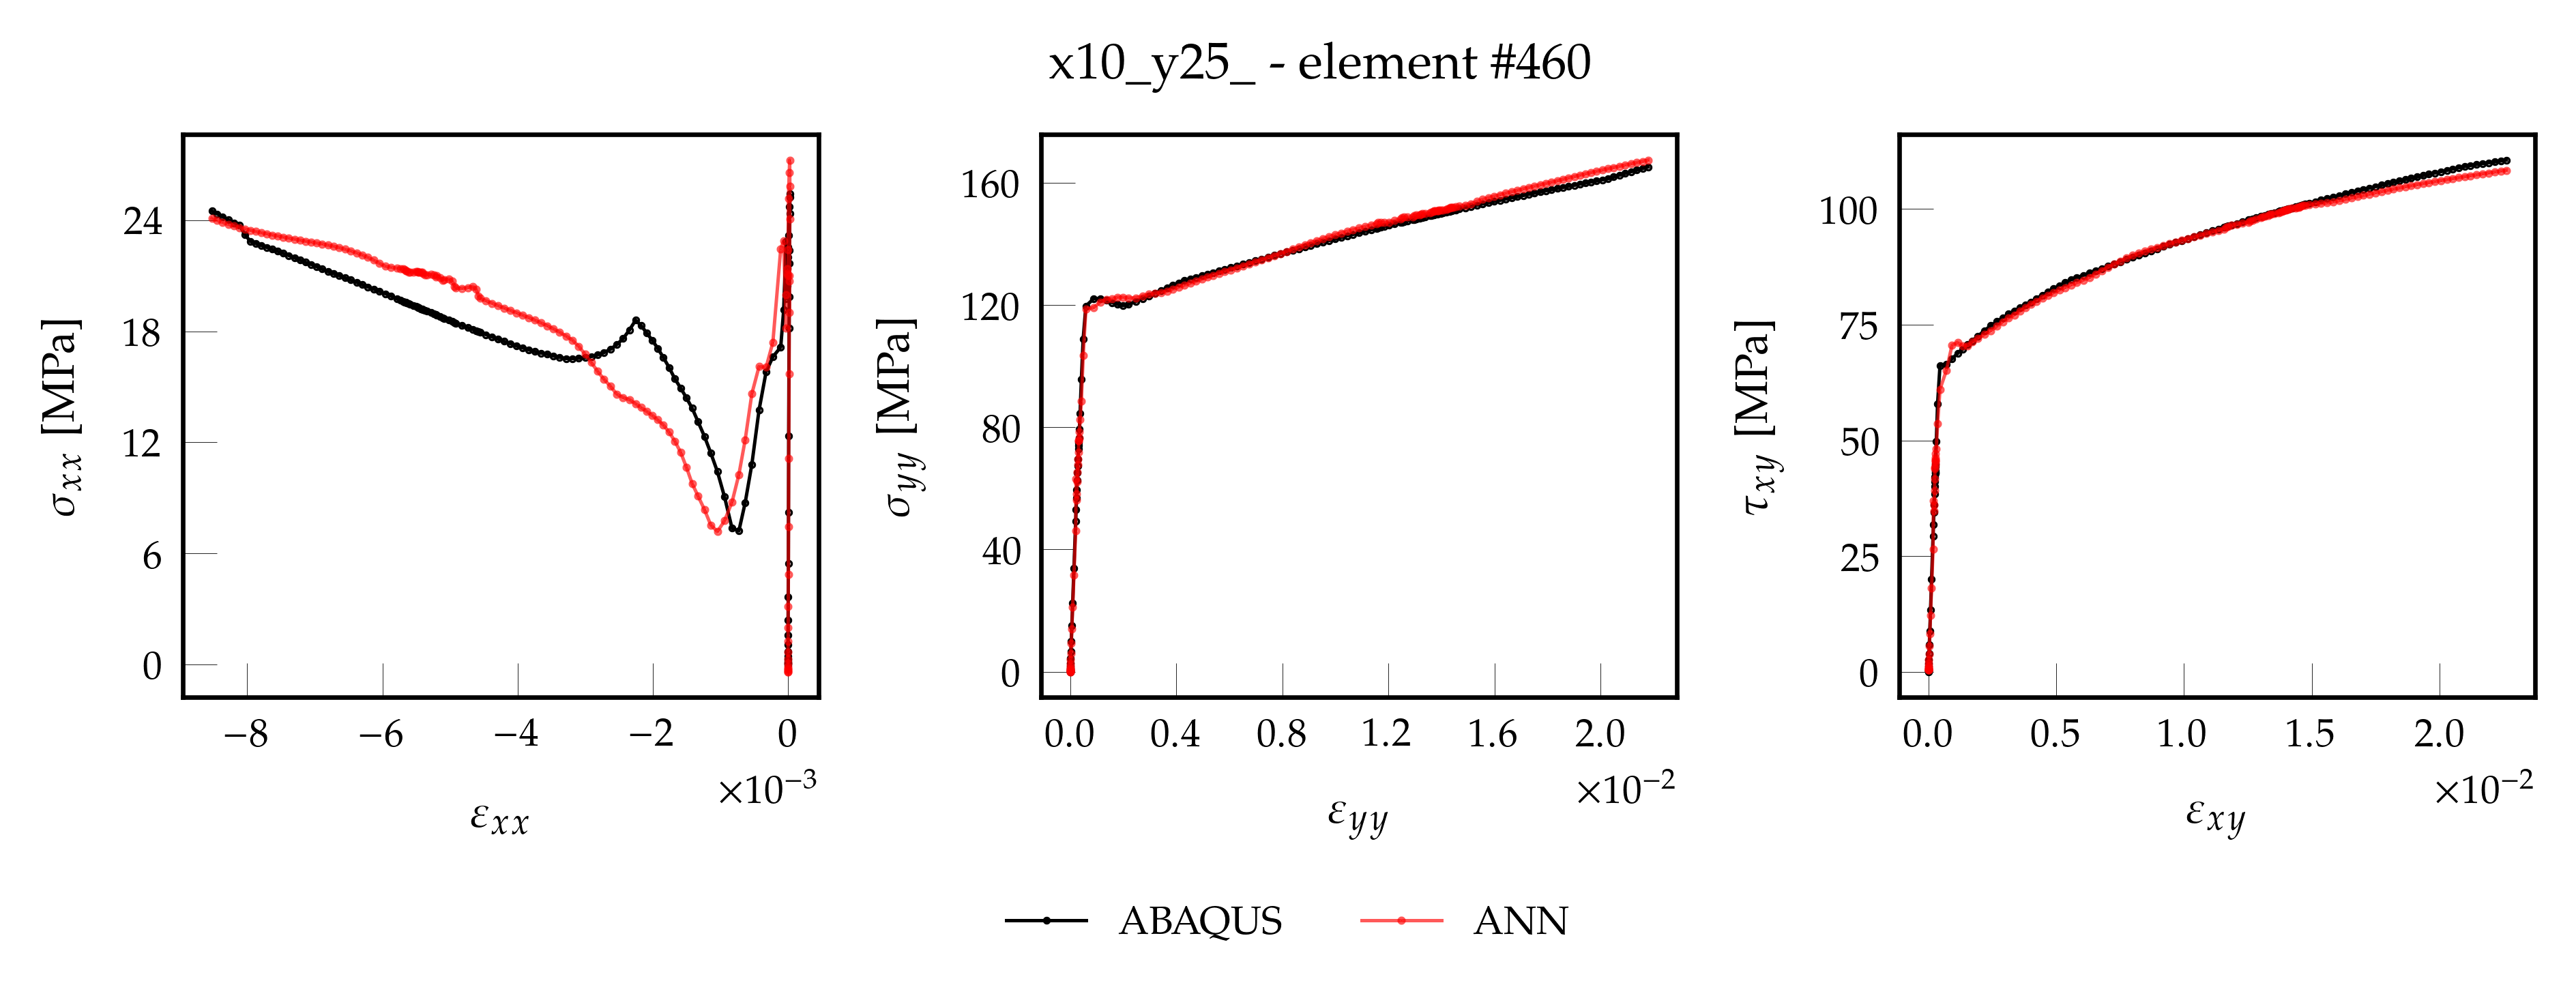 x10_y25_ - element #460
σxx [MPa]
24
18
12
6
0
−8 −6 −4 −2 0
×10−3
εxx
σyy [MPa]
160
120
80
40
0
0.0 0.4 0.8 1.2 1.6 2.0
×10−2
εyy
τxy [MPa]
100
75
50
25
0
0.0 0.5 1.0 1.5 2.0
×10−2
εxy
ABAQUS ANN